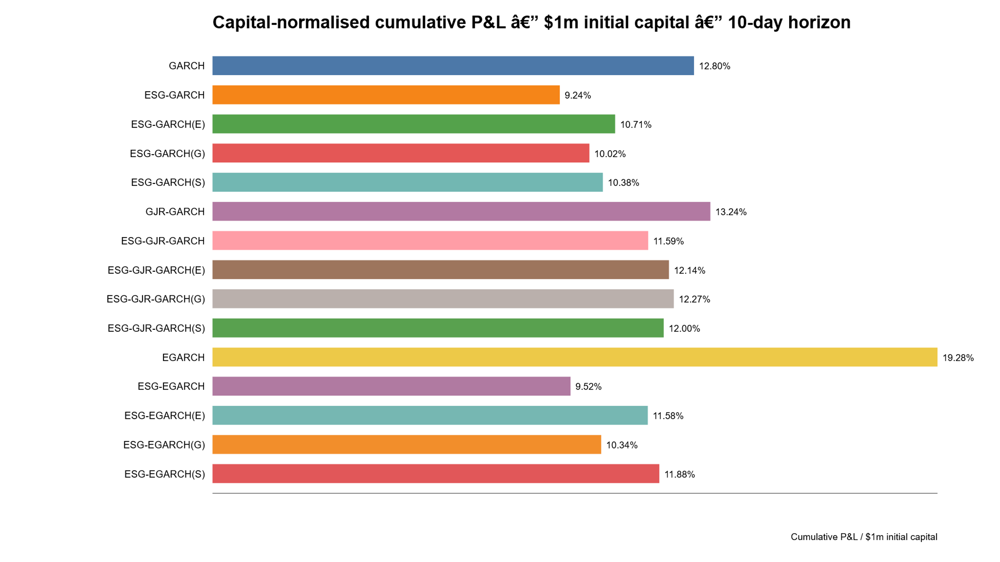 Capital-normalised cumulative P&L â€” $1m initial capital â€” 10-day horizon
GARCH 12.80%
ESG-GARCH 9.24%
ESG-GARCH(E) 10.71%
ESG-GARCH(G) 10.02%
ESG-GARCH(S) 10.38%
GJR-GARCH 13.24%
ESG-GJR-GARCH 11.59%
ESG-GJR-GARCH(E) 12.14%
ESG-GJR-GARCH(G) 12.27%
ESG-GJR-GARCH(S) 12.00%
EGARCH 19.28%
ESG-EGARCH 9.52%
ESG-EGARCH(E) 11.58%
ESG-EGARCH(G) 10.34%
ESG-EGARCH(S) 11.88%
Cumulative P&L / $1m initial capital